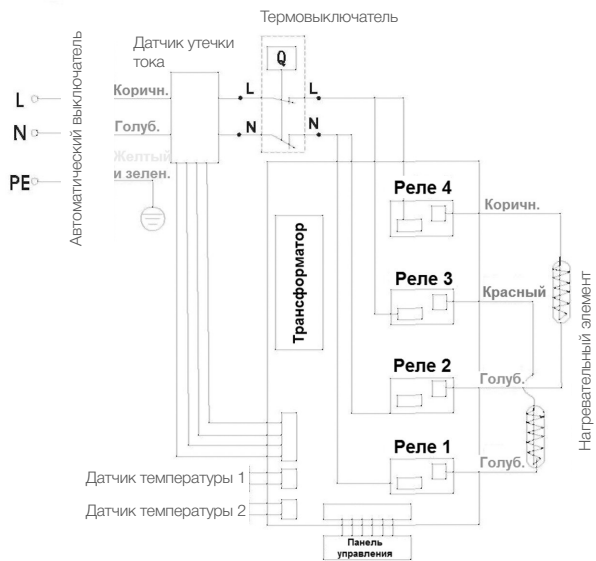 Термовыключатель
Датчик утечки
тока
Автоматический выключатель
Q
L
Коричн.
L
L
N
Голуб.
N
N
Желтый
PE
и зелен.
Трансформатор
Реле 4
Коричн.
Реле 3
Красный
Нагревательный элемент
Реле 2
Голуб.
Реле 1
Голуб.
Датчик температуры 1
Датчик температуры 2
Панель
управления